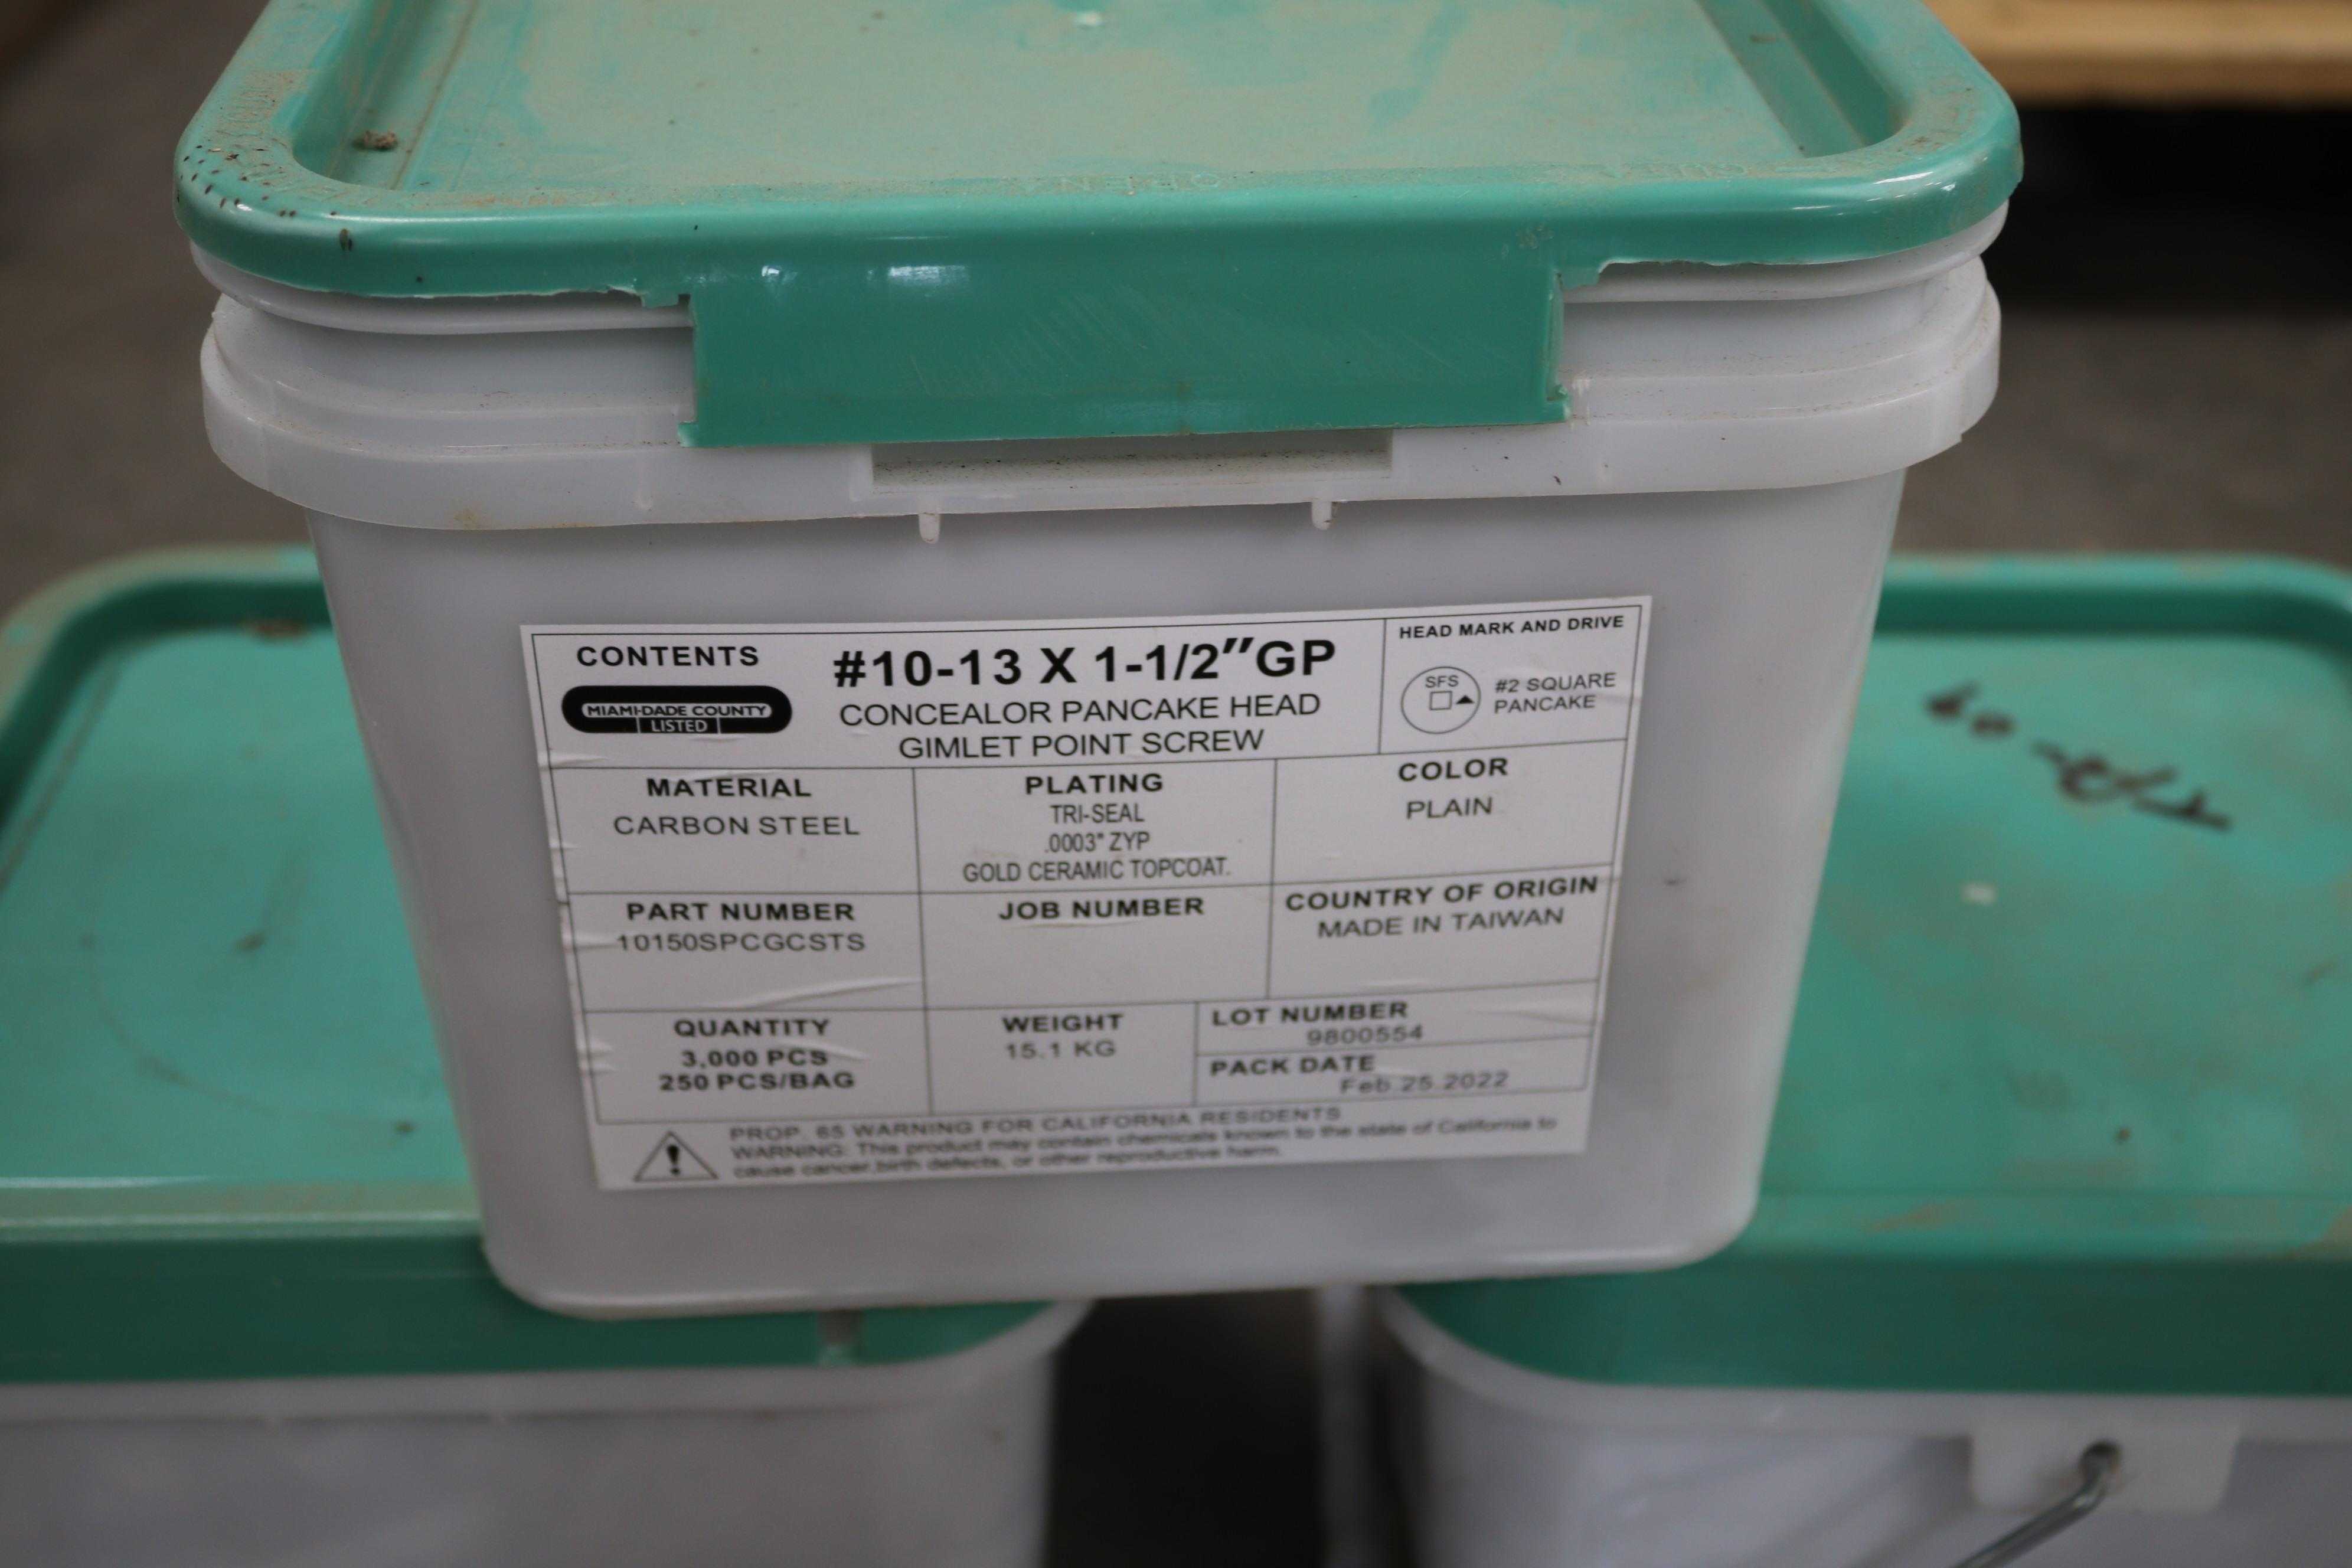 CONTENTS
MIAMI-DADE COUNTY
LISTED
#10-13 X 1-1/2"GP
CONCEALOR PANCAKE HEAD
GIMLET POINT SCREW
HEAD MARK AND DRIVE
SFS
#2 SQUARE
PANCAKE
MATERIAL
CARBON STEEL
PLATING
TRI-SEAL
.0003" ZYP
GOLD CERAMIC TOPCOAT.
COLOR
PLAIN
PART NUMBER
10150SPCGCSTS
JOB NUMBER
COUNTRY OF ORIGIN
MADE IN TAIWAN
QUANTITY
3,000 PCS
250 PCS/BAG
WEIGHT
15.1 KG
LOT NUMBER
9800554
PACK DATE
Feb.25.2022
PROP. 65 WARNING FOR CALIFORNIA RESIDENTS
WARNING: This product may contain chemicals known to the state of California to
cause cancer,birth defects, or other reproductive harm.